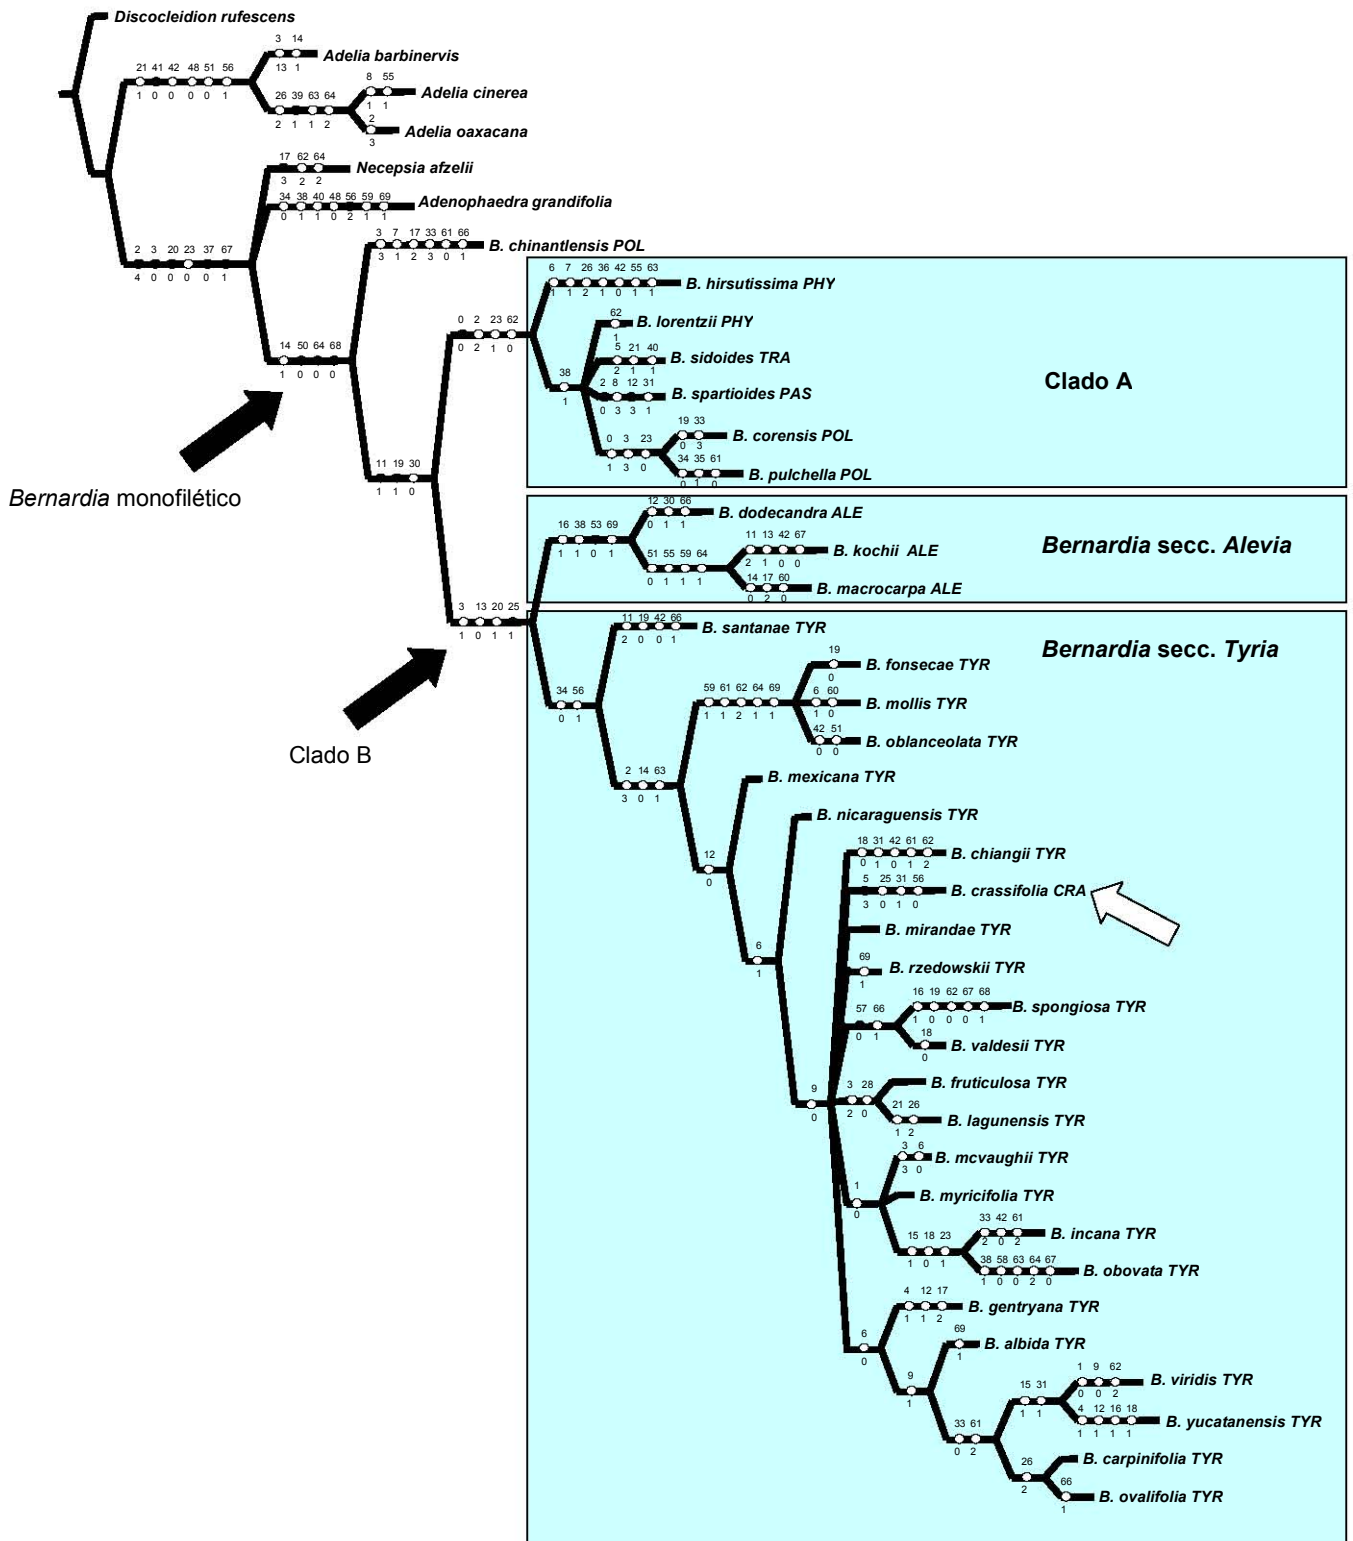 Discocleidion rufescens
3 14
Adelia barbinervis
13 1
21 41 42 48 51 56
1 0 0 0 0 1
8 55
Adelia cinerea
1 1
26 39 63 64
2 1 1 2
2
Adelia oaxacana
3
17 62 64
Necepsia afzelii
3 2 2
34 38 40 48 56 59 69
Adenophaedra grandifolia
0 1 1 0 2 1 1
2 3 20 23 37 67
4 0 0 0 0 1
3 7 17 33 61 66
B. chinantlensis POL
3 1 2 3 0 1
14 50 64 68
1 0 0 0
Bernardia monofilético
6 7 26 36 42 55 63
B. hirsutissima PHY
1 1 2 1 0 1 1
0 2 23 62
0 2 1 0
62
B. lorentzii PHY
1
5 21 40
B. sidoides TRA
2 1 1
38
1
Clado A
2 8 12 31
B. spartioides PAS
0 3 3 1
19 33
B. corensis POL
0 3
0 3 23
1 3 0
34 35 61
B. pulchella POL
0 1 0
11 19 30
1 1 0
12 30 66
B. dodecandra ALE
0 1 1
16 38 53 69
1 1 0 1
11 13 42 67
B. kochii ALE
2 1 0 0
Bernardia secc. Alevia
51 55 59 64
0 1 1 1
14 17 60
B. macrocarpa ALE
0 2 0
3 13 20 25
1 0 1 1
Clado B
11 19 42 66
B. santanae TYR
2 0 0 1
Bernardia secc. Tyria
19
B. fonsecae TYR
0
34 56
0 1
59 61 62 64 69
1 1 2 1 1
6 60
B. mollis TYR
1 0
42 51
B. oblanceolata TYR
0 0
2 14 63
3 0 1
B. mexicana TYR
B. nicaraguensis TYR
12
0
18 31 42 61 62
B. chiangii TYR
0 1 0 1 2
5 25 31 56
B. crassifolia CRA
3 0 1 0
B. mirandae TYR
6
1
69
B. rzedowskii TYR
1
16 19 62 67 68
B. spongiosa TYR
1 0 0 0 1
57 66
0 1
18
B. valdesii TYR
0
9
0
3 28
2 0
B. fruticulosa TYR
21 26
B. lagunensis TYR
1 2
3 6
B. mcvaughii TYR
3 0
1
0
B. myricifolia TYR
33 42 61
B. incana TYR
2 0 2
15 18 23
1 0 1
38 58 63 64 67
B. obovata TYR
1 0 0 2 0
4 12 17
B. gentryana TYR
1 1 2
6
0
69
B. albida TYR
1
9
1
1 9 62
B. viridis TYR
0 0 2
15 31
1 1
4 12 16 18
B. yucatanensis TYR
1 1 1 1
33 61
0 2
B. carpinifolia TYR
26
2
66
B. ovalifolia TYR
1